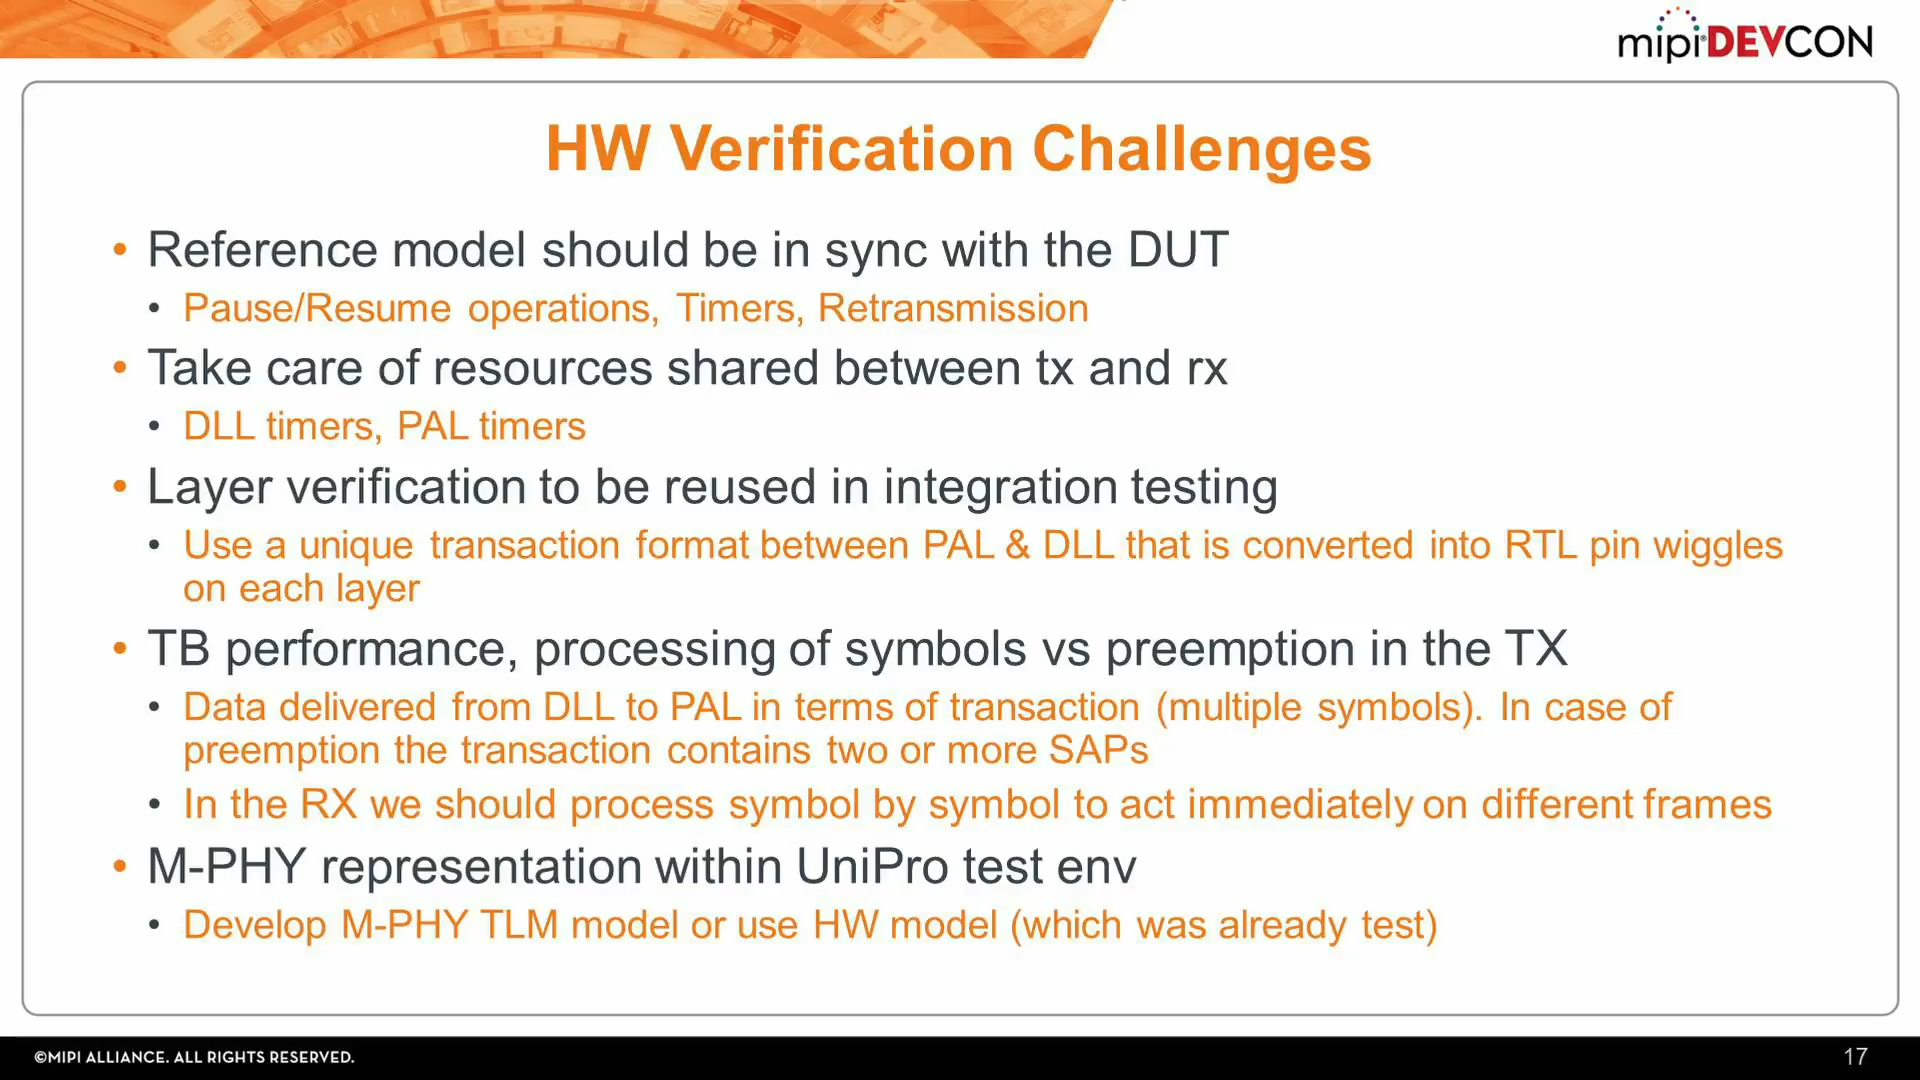 mipi DEVCON
HW Verification Challenges
• Reference model should be in sync with the DUT
• Pause/Resume operations, Timers, Retransmission
• Take care of resources shared between tx and rx
• DLL timers, PAL timers
• Layer verification to be reused in integration testing
• Use a unique transaction format between PAL & DLL that is converted into RTL pin wiggles
on each layer
• TB performance, processing of symbols vs preemption in the TX
• Data delivered from DLL to PAL in terms of transaction (multiple symbols). In case of
preemption the transaction contains two or more SAPs
• In the RX we should process symbol by symbol to act immediately on different frames
• M-PHY representation within UniPro test env
• Develop M-PHY TLM model or use HW model (which was already test)
©MIPI ALLIANCE. ALL RIGHTS RESERVED.
17